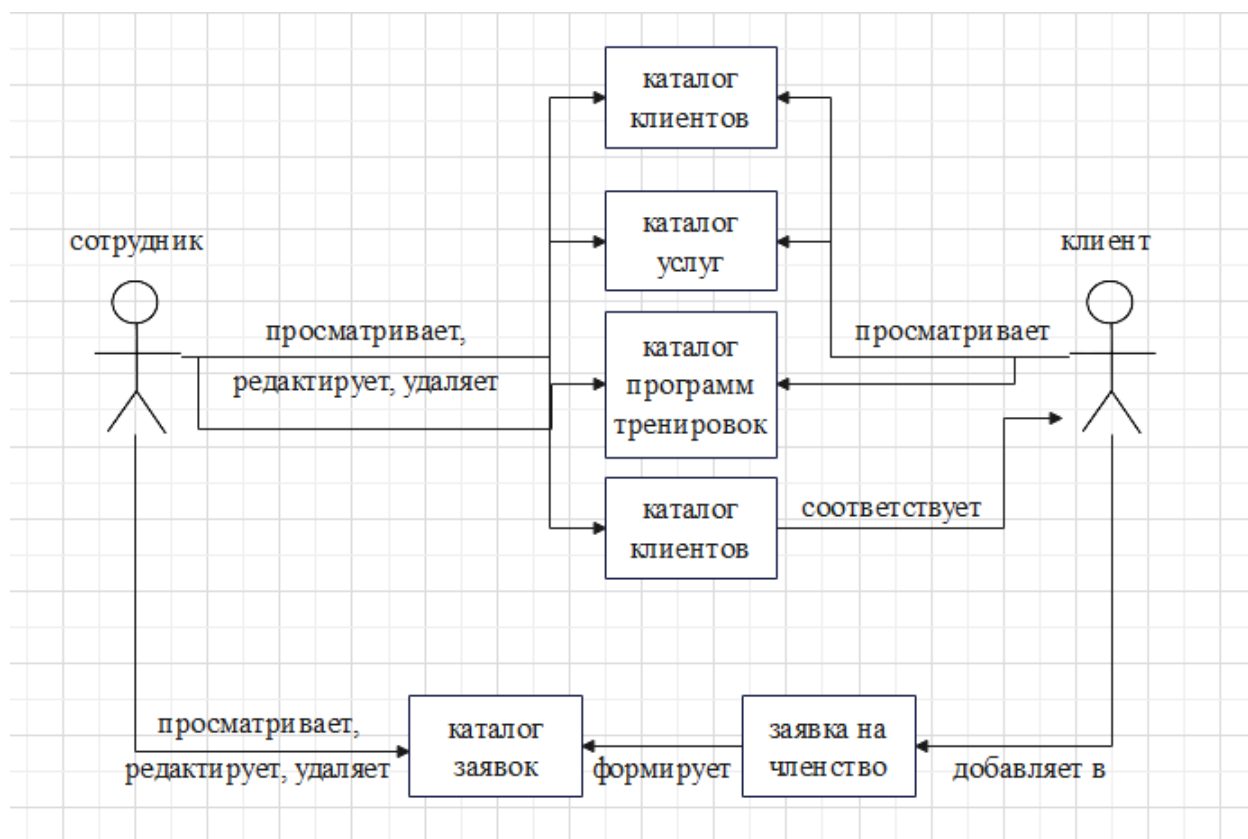 каталог
клиентов
каталог
услуг
сотрудник
клиент
просматривает,
редактирует, удаляет
каталог
программ
тренировок
просматривает
каталог
клиентов
соответствует
просматривает,
редактирует, удаляет
каталог
заявок
формирует
заявка на
членство
добавляет в